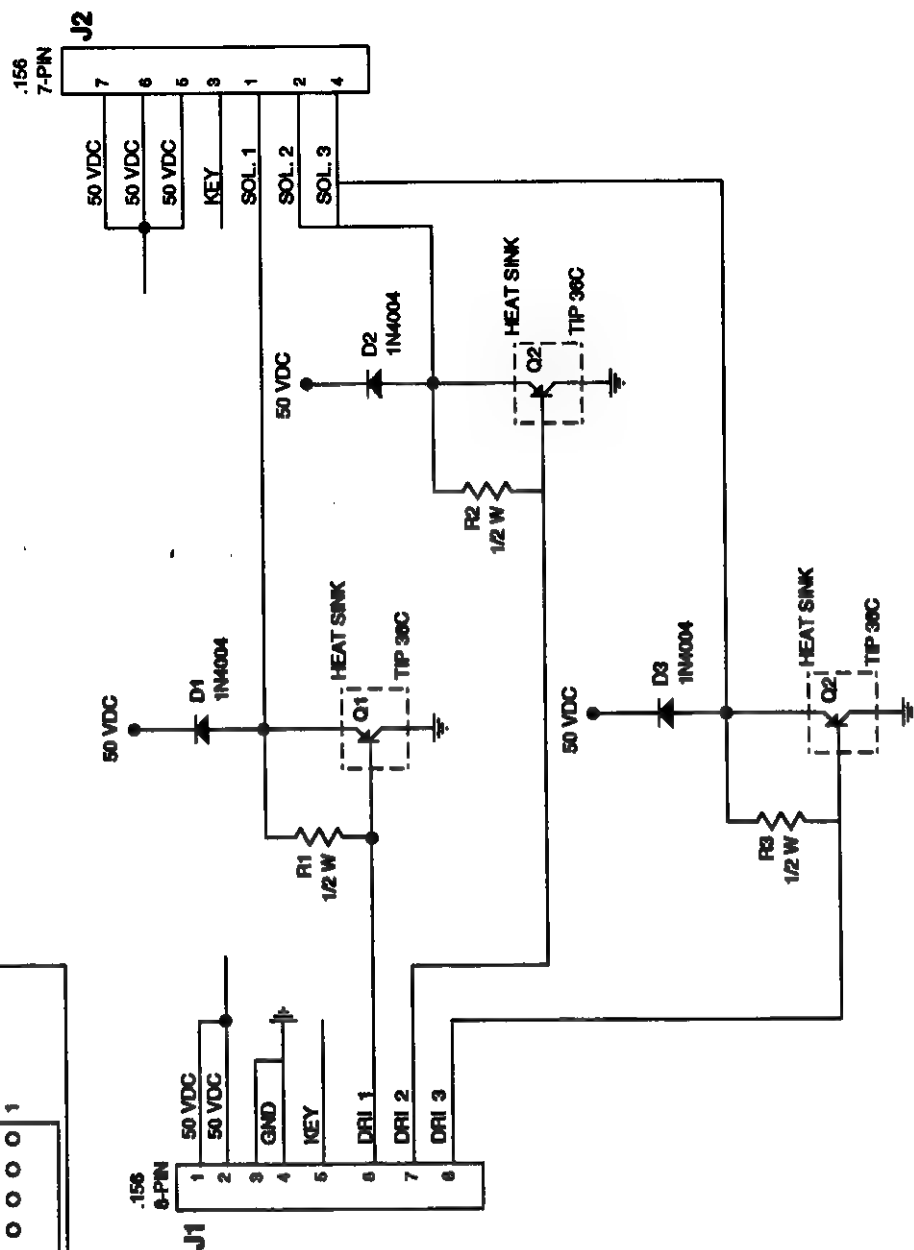 1
.156
8-PIN
J1
1
50 VDC
2
50 VDC
3
GND
4
5
KEY
6
DRI 1
7
DRI 2
8
DRI 3
50 VDC
D1
1N4004
R1
1/2 W
HEAT SINK
Q1
TIP 36C
50 VDC
D2
1N4004
R2
1/2 W
HEAT SINK
Q2
TIP 36C
50 VDC
D3
1N4004
R3
1/2 W
HEAT SINK
Q2
TIP 36C
.156
7-PIN
J2
50 VDC
7
50 VDC
6
50 VDC
5
KEY
3
SOL. 1
1
SOL. 2
2
SOL. 3
4